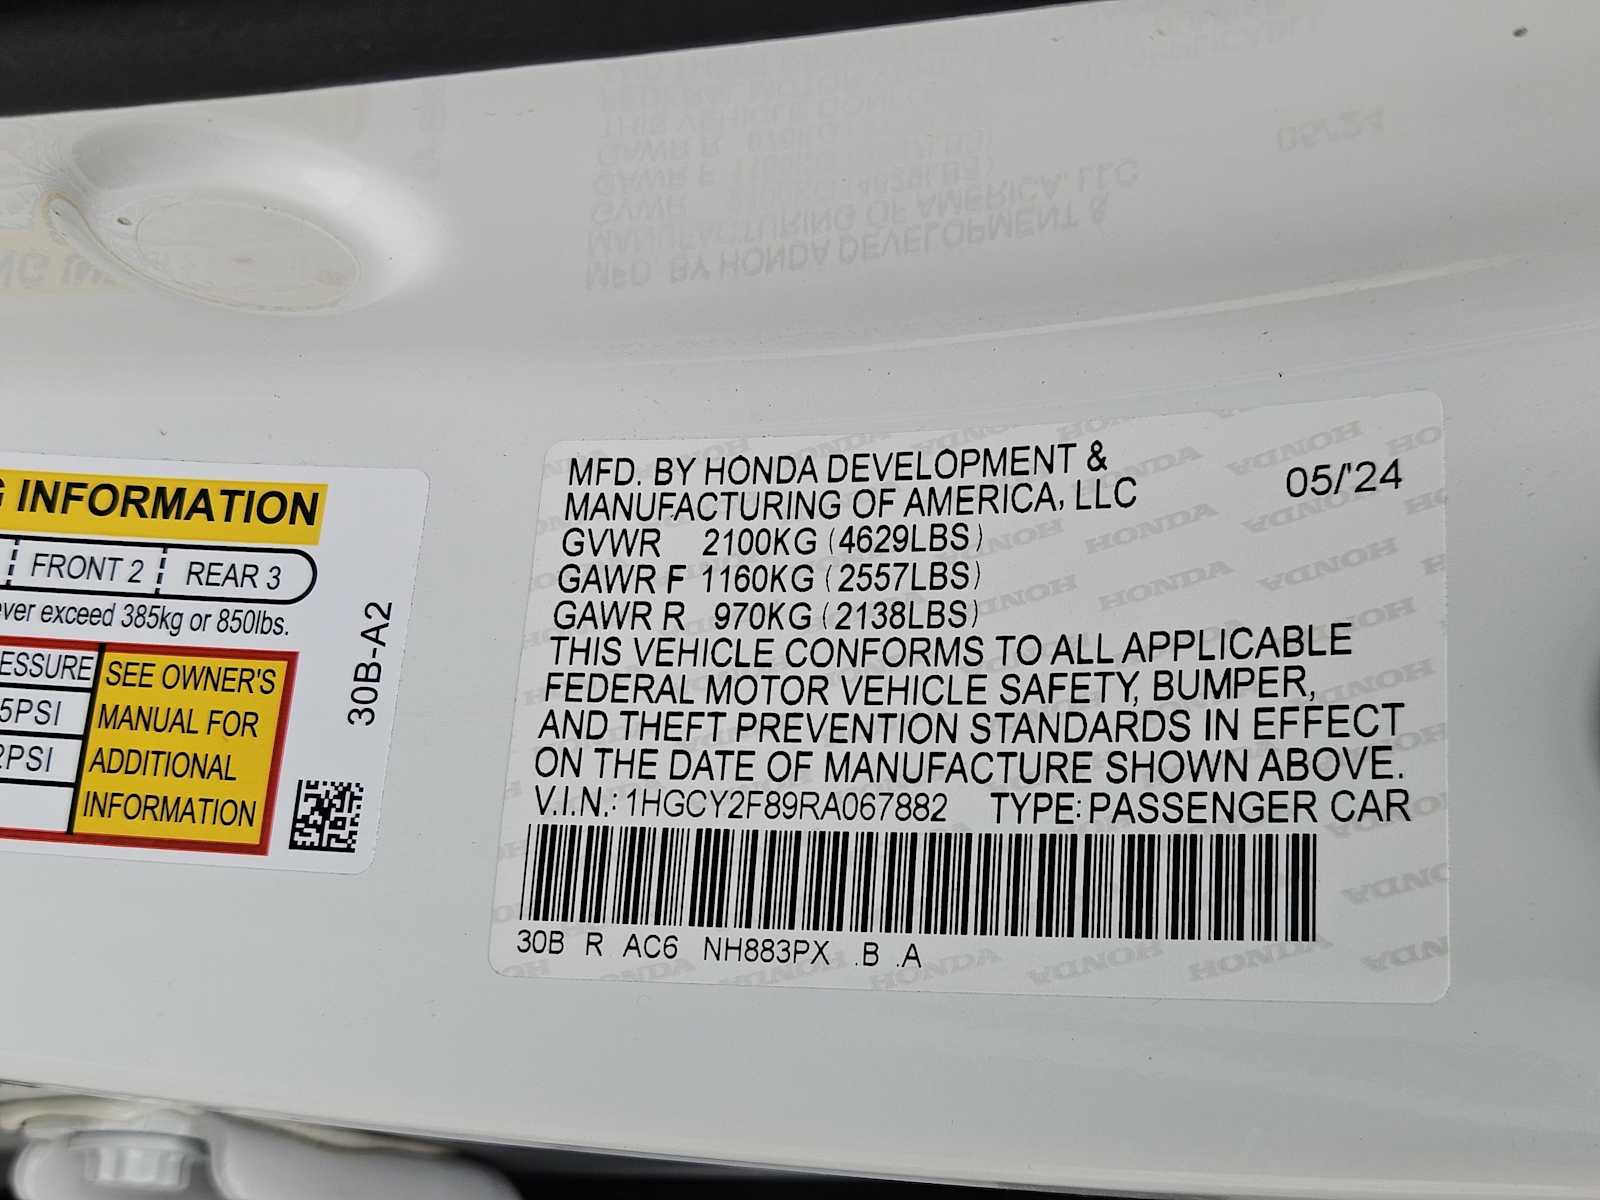 INFORMATION
FRONT 2 REAR 3
ever exceed 385kg or 850lbs.
SEE OWNER'S
MANUAL FOR
ADDITIONAL
INFORMATION
5PSI
2PSI
30B-A2
MFD. BY HONDA DEVELOPMENT &
MANUFACTURING OF AMERICA, LLC
05/'24
GVWR 2100KG (4629LBS)
GAWR F 1160KG (2557LBS)
GAWR R 970KG (2138LBS)
THIS VEHICLE CONFORMS TO ALL APPLICABLE
FEDERAL MOTOR VEHICLE SAFETY, BUMPER,
AND THEFT PREVENTION STANDARDS IN EFFECT
ON THE DATE OF MANUFACTURE SHOWN ABOVE.
V.I.N.: 1HGCY2F89RA067882 TYPE: PASSENGER CAR
30B R AC6 NH883PX .B .A